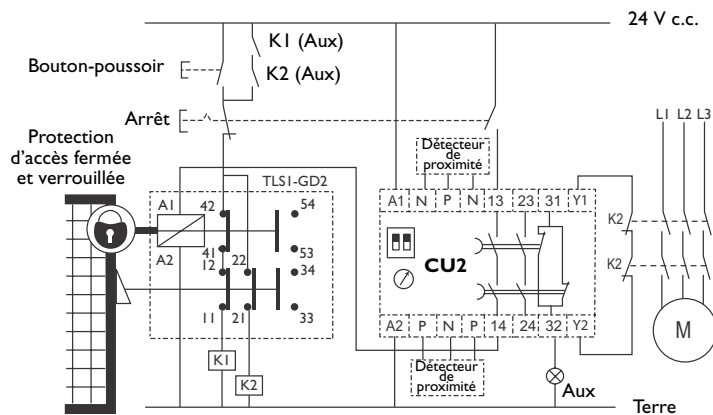 24 V c.c.
K1 (Aux)
Bouton-poussoir
K2 (Aux)
Arrêt
L1 L2 L3
Protection
d'accès fermée
et verrouillée
Détecteur
de
proximité
TLS1-GD2
A1 42 54
A1 N P N 13 23 31 Y1
K2
A2 41 53
12 22 34
CU2
K2
11 21 33
A2 P N P 14 24 32 Y2
M
K1
K2
Détecteur
de
proximité
Aux
Terre